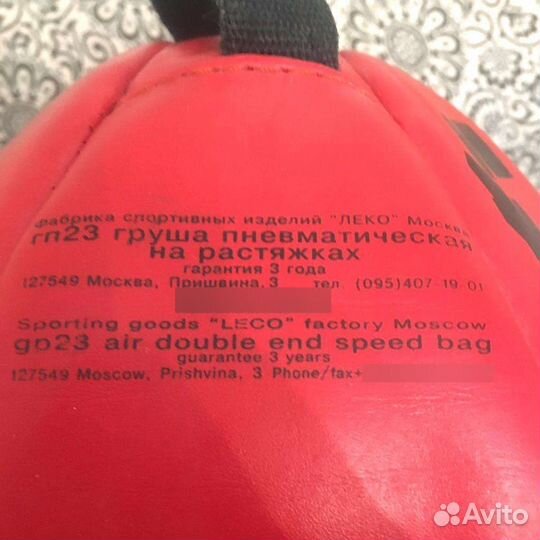 фабрика спортивных изделий "ЛЕКО" Москва
гп23 груша пневматическая
на растяжках
гарантия 3 года
127549 Москва, Пришвина,3 тел. (095)407-19-01
Sporting goods "LECO" factory Moscow
gp23 air double end speed bag
guarantee 3 years
127549 Moscow, Prishvina, 3 Phone/fax+
Avito